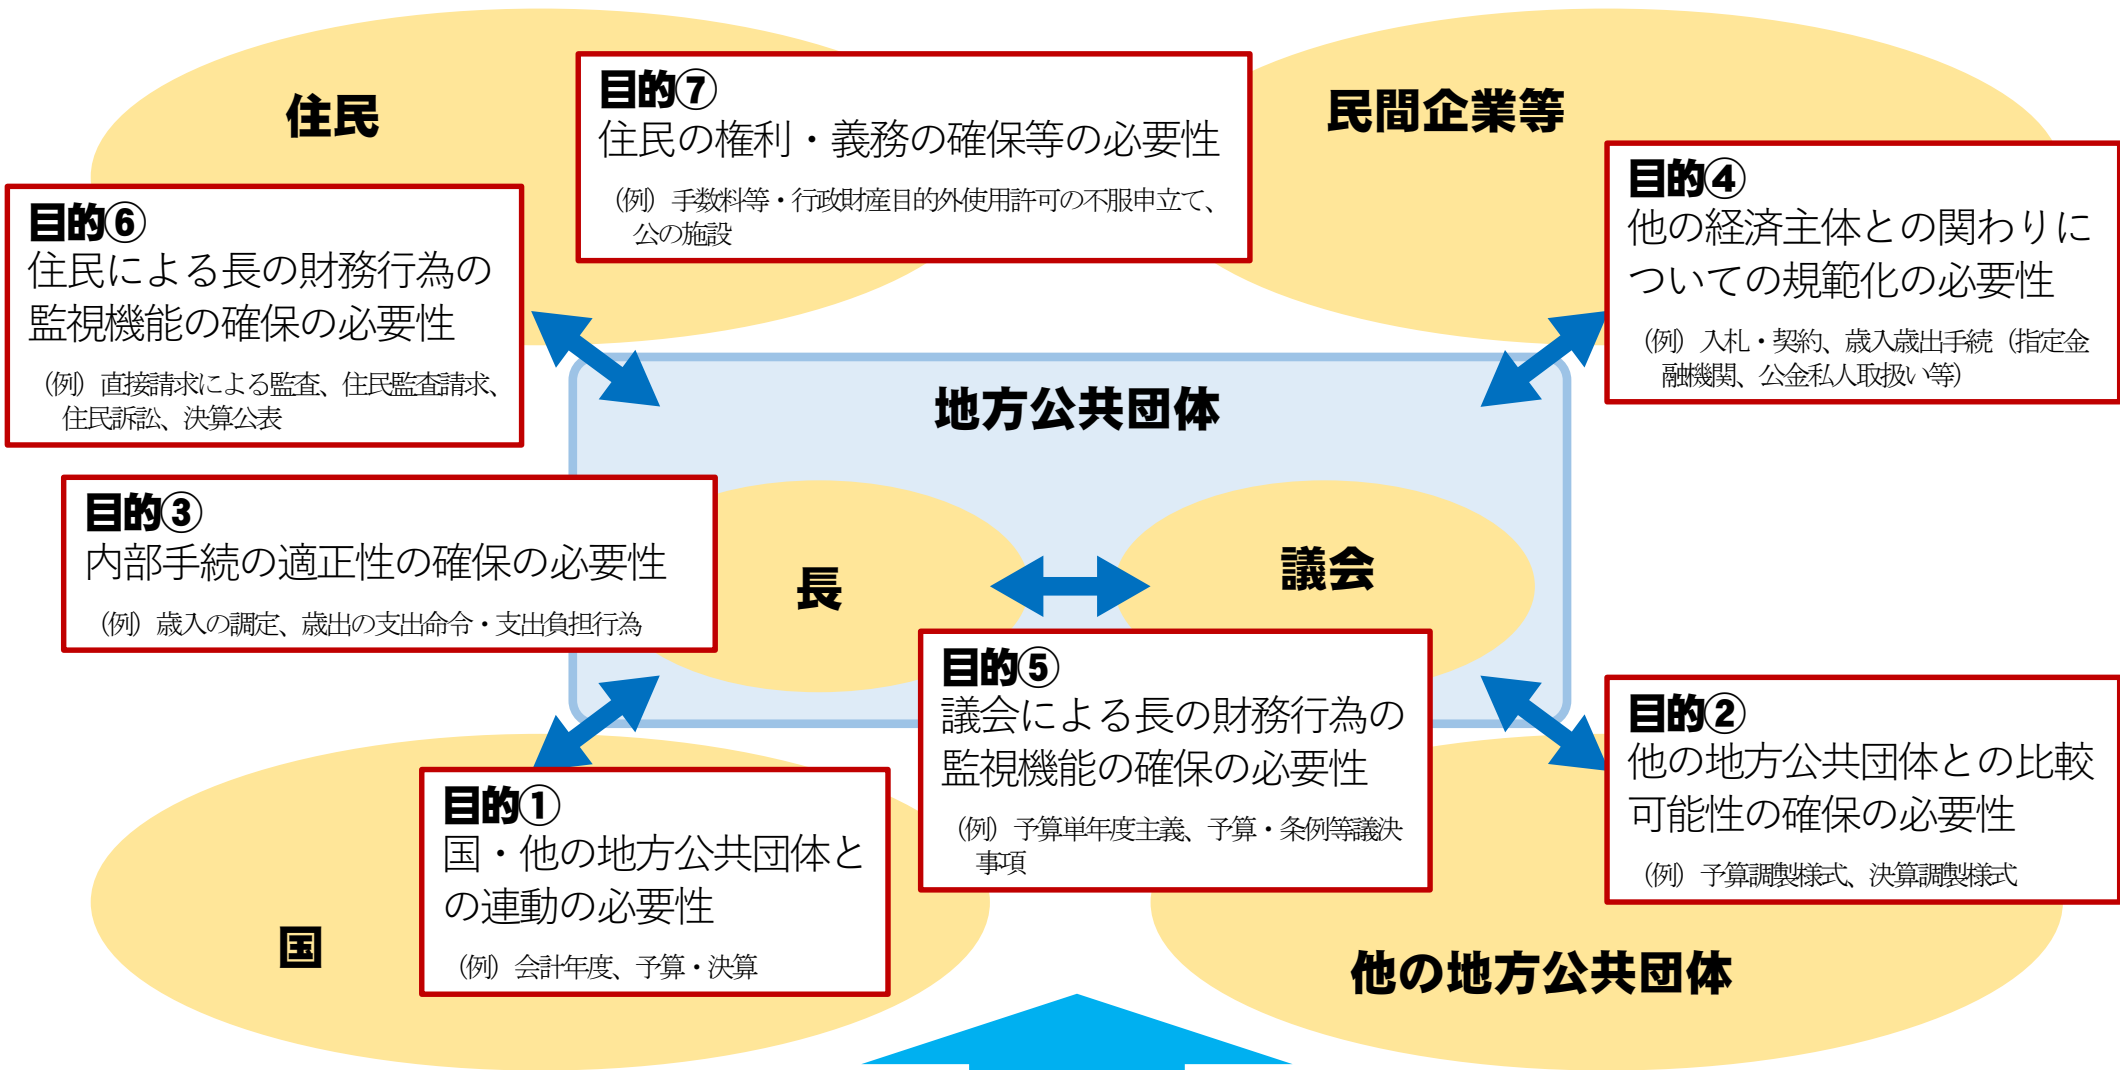 住民
目的⑦
住民の権利・義務の確保等の必要性
（例）手数料等・行政財産目的外使用許可の不服申立て、
公の施設
民間企業等
目的④
他の経済主体との関わりに
ついての規範化の必要性
（例）入札・契約、歳入歳出手続（指定金
融機関、公金私人取扱い等）
目的⑥
住民による長の財務行為の
監視機能の確保の必要性
（例）直接請求による監査、住民監査請求、
住民訴訟、決算公表
地方公共団体
目的③
内部手続の適正性の確保の必要性
（例）歳入の調定、歳出の支出命令・支出負担行為
長
議会
目的⑤
議会による長の財務行為の
監視機能の確保の必要性
（例）予算単年度主義、予算・条例等議決
事項
目的②
他の地方公共団体との比較
可能性の確保の必要性
（例）予算調製様式、決算調製様式
目的①
国・他の地方公共団体と
の連動の必要性
（例）会計年度、予算・決算
国
他の地方公共団体